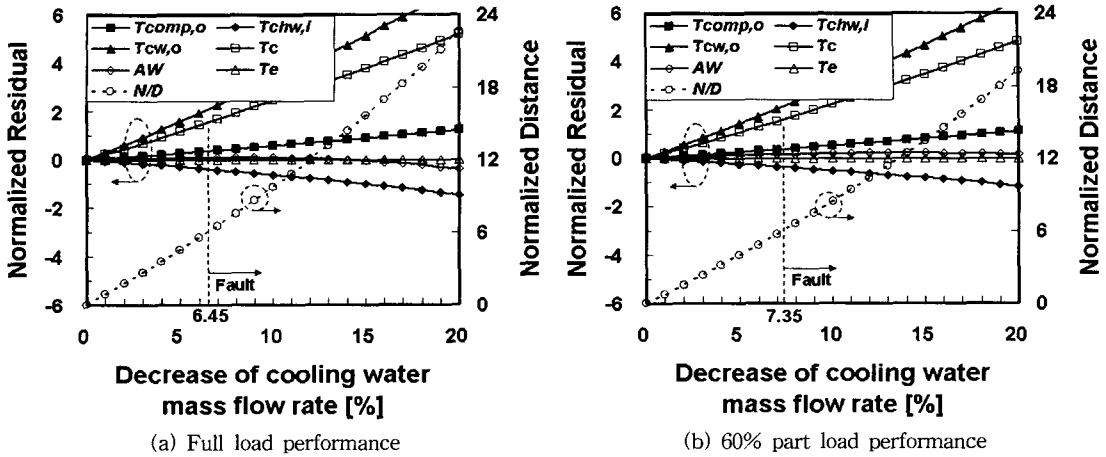 Normalized Residual
6
4
2
0
-2
-4
-6
Tcomp,o
Tchw,i
Tcw,o
Tc
AW
Te
N/D
24
18
12
6
0
Normalized Distance
Fault
6.45
0
5
10
15
20
Decrease of cooling water
mass flow rate [%]
(a) Full load performance
Normalized Residual
6
4
2
0
-2
-4
-6
Tcomp,o
Tchw,i
Tcw,o
Tc
AW
Te
N/D
24
18
12
6
0
Normalized Distance
Fault
7.35
0
5
10
15
20
Decrease of cooling water
mass flow rate [%]
(b) 60% part load performance